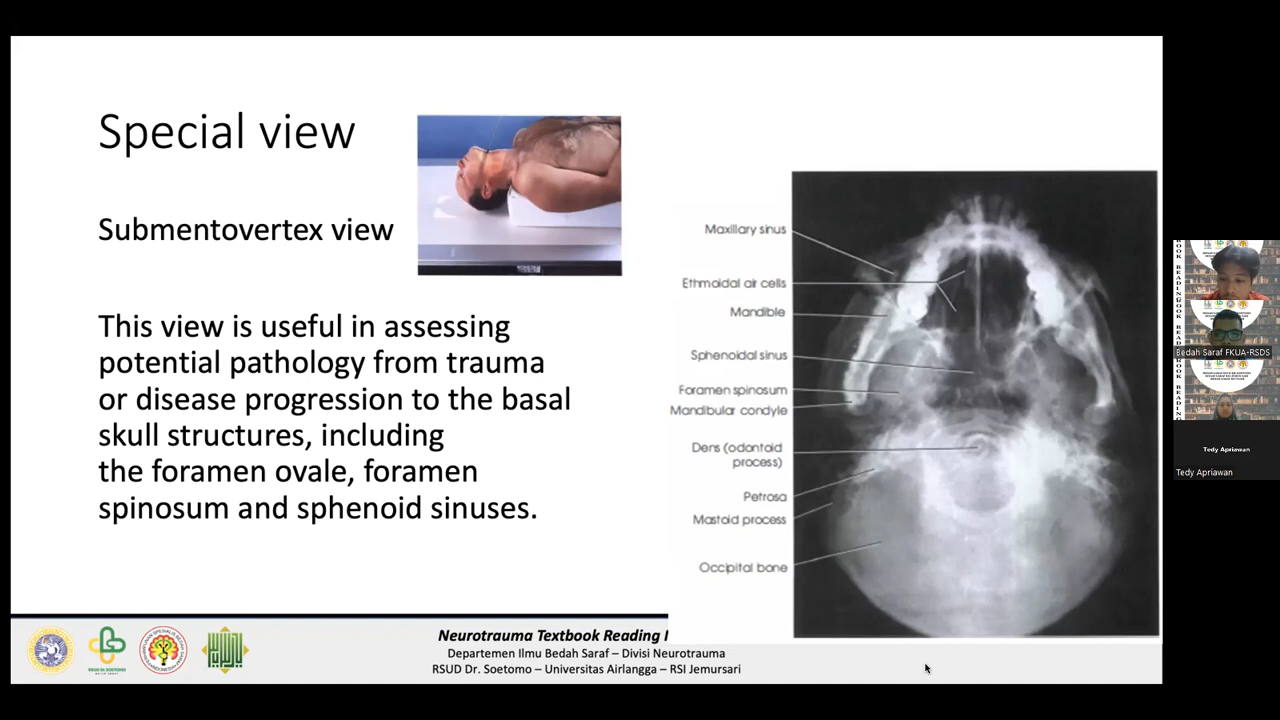 Special view
Submentovertex view
This view is useful in assessing
potential pathology from trauma
or disease progression to the basal
skull structures, including
the foramen ovale, foramen
spinosum and sphenoid sinuses.
Maxillary sinus
Ethmoidal air cells
Mandible
Sphenoidal sinus
Foramen spinosum
Mandibular condyle
Dens (odontoid
process)
Petrosa
Mastoid process
Occipital bone
Neurotrauma Textbook Reading
Departemen Ilmu Bedah Saraf – Divisi Neurotrauma
RSUD Dr. Soetomo – Universitas Airlangga – RSI Jemursari
RSUD Dr. SOETOMO
Bedah Saraf FKUA-RSDS
Tedy Apriawan
Tedy Apriawan